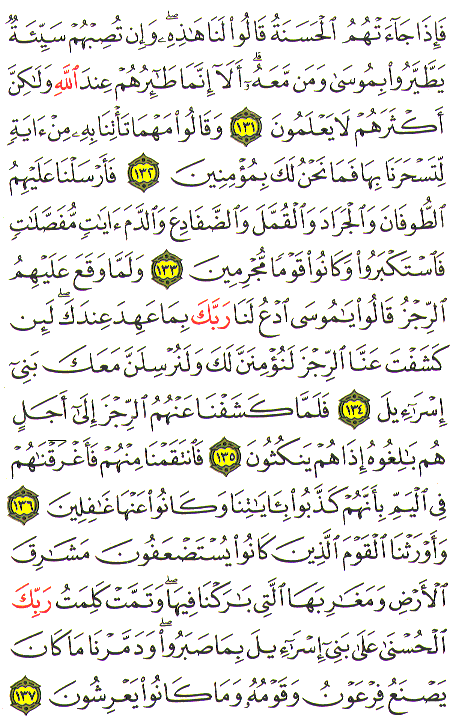 فَإِذَا جَآءَتْهُمُ ٱلْحَسَنَةُ قَالُوا۟ لَنَا هَٰذِهِۦ ۖ وَإِن تُصِبْهُمْ سَيِّئَةٌ
يَطَّيَّرُوا۟ بِمُوسَىٰ وَمَن مَّعَهُۥٓ ۗ أَلَآ إِنَّمَا طَٰٓئِرُهُمْ عِندَ ٱللَّهِ وَلَٰكِنَّ
أَكْثَرَهُمْ لَا يَعْلَمُونَ ١٣١ وَقَالُوا۟ مَهْمَا تَأْتِنَا بِهِۦ مِنْ ءَايَةٍ
لِّتَسْحَرَنَا بِهَا فَمَا نَحْنُ لَكَ بِمُؤْمِنِينَ ١٣٢ فَأَرْسَلْنَا عَلَيْهِمُ
ٱلطُّوفَانَ وَٱلْجَرَادَ وَٱلْقُمَّلَ وَٱلضَّفَادِعَ وَٱلدَّمَ ءَايَٰتٍ مُّفَصَّلَٰتٍ
فَٱسْتَكْبَرُوا۟ وَكَانُوا۟ قَوْمًا مُّجْرِمِينَ ١٣٣ وَلَمَّا وَقَعَ عَلَيْهِمُ
ٱلرِّجْزُ قَالُوا۟ يَٰمُوسَى ٱدْعُ لَنَا رَبَّكَ بِمَا عَهِدَ عِندَكَ ۖ لَئِن
كَشَفْتَ عَنَّا ٱلرِّجْزَ لَنُؤْمِنَنَّ لَكَ وَلَنُرْسِلَنَّ مَعَكَ بَنِىٓ
إِسْرَٰٓءِيلَ ١٣٤ فَلَمَّا كَشَفْنَا عَنْهُمُ ٱلرِّجْزَ إِلَىٰٓ أَجَلٍ
هُم بَٰلِغُوهُ إِذَا هُمْ يَنكُثُونَ ١٣٥ فَٱنتَقَمْنَا مِنْهُمْ فَأَغْرَقْنَٰهُمْ
فِى ٱلْيَمِّ بِأَنَّهُمْ كَذَّبُوا۟ بِـَٔايَٰتِنَا وَكَانُوا۟ عَنْهَا غَٰفِلِينَ ١٣٦
وَأَوْرَثْنَا ٱلْقَوْمَ ٱلَّذِينَ كَانُوا۟ يُسْتَضْعَفُونَ مَشَٰرِقَ
ٱلْأَرْضِ وَمَغَٰرِبَهَا ٱلَّتِى بَٰرَكْنَا فِيهَا ۖ وَتَمَّتْ كَلِمَتُ رَبِّكَ
ٱلْحُسْنَىٰ عَلَىٰ بَنِىٓ إِسْرَٰٓءِيلَ بِمَا صَبَرُوا۟ ۖ وَدَمَّرْنَا مَا كَانَ
يَصْنَعُ فِرْعَوْنُ وَقَوْمُهُۥ وَمَا كَانُوا۟ يَعْرِشُونَ ١٣٧